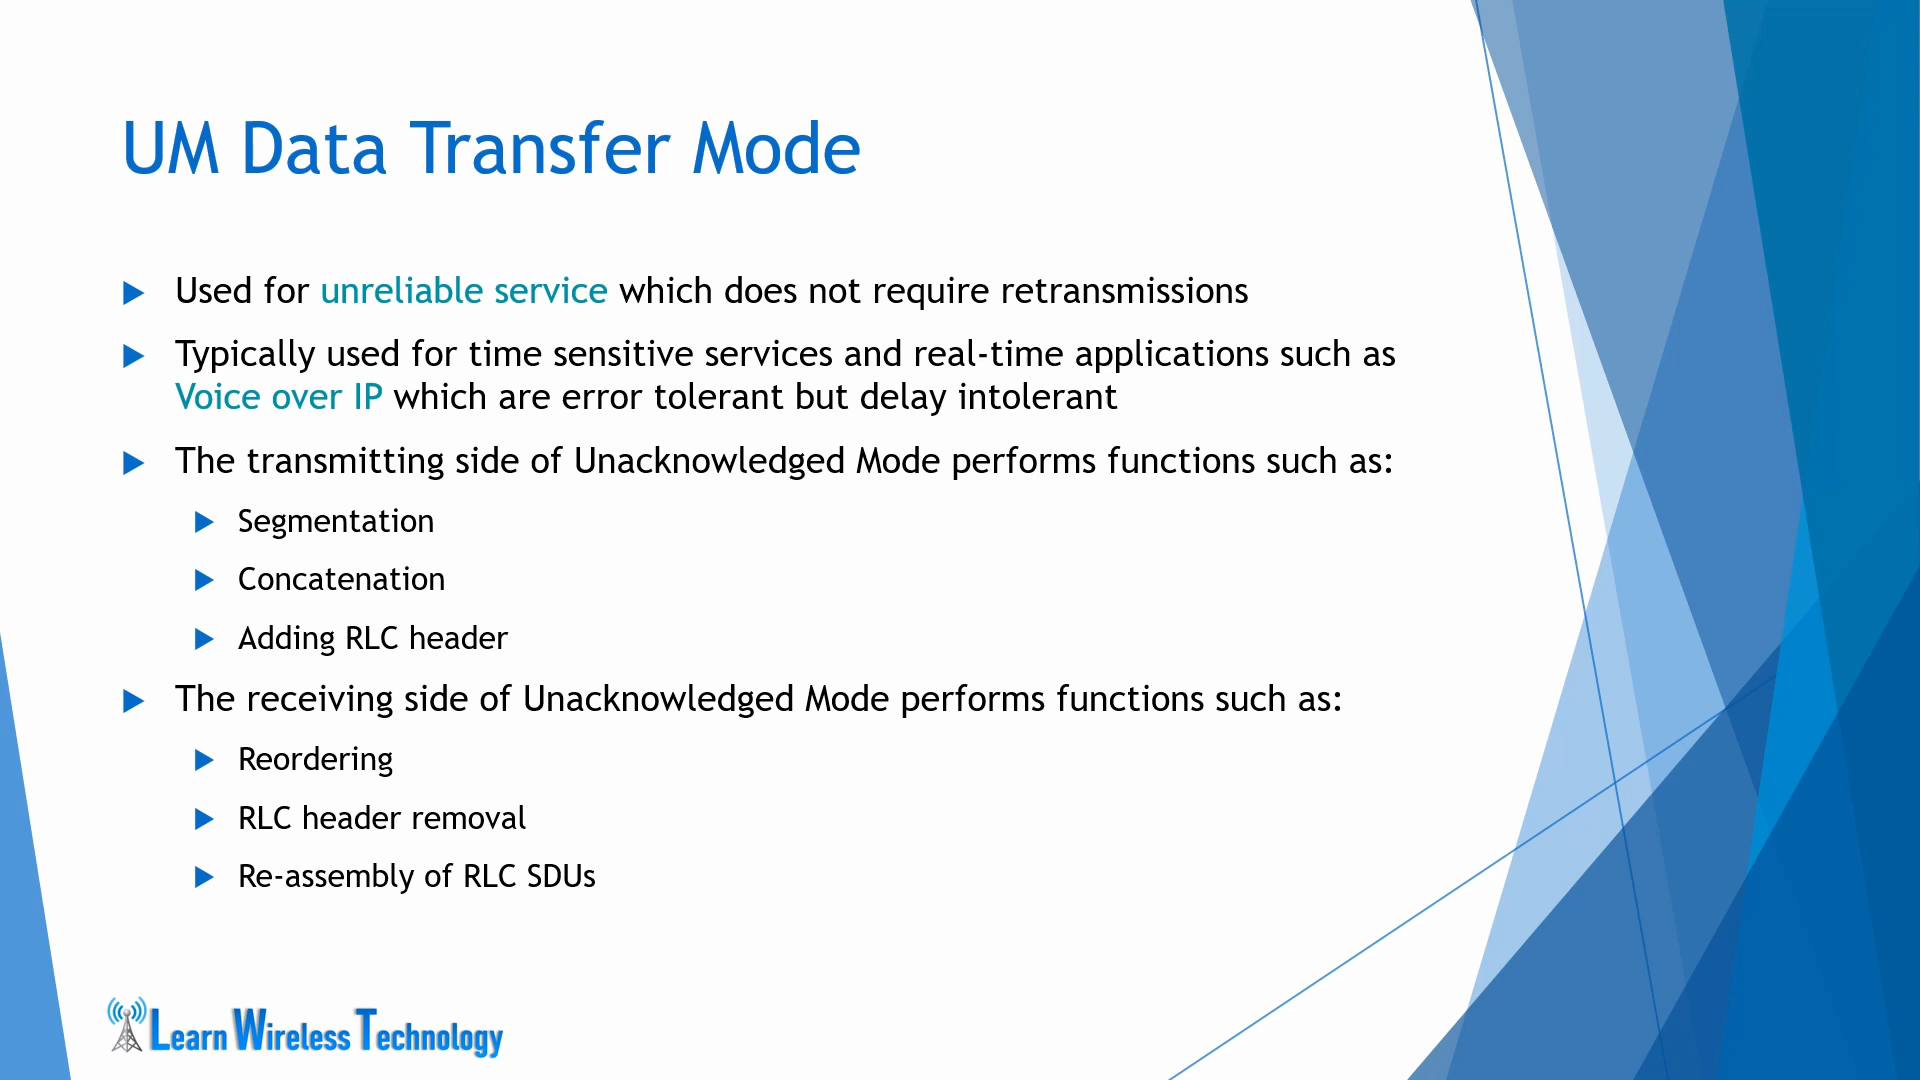 UM Data Transfer Mode
Used for unreliable service which does not require retransmissions
Typically used for time sensitive services and real-time applications such as
Voice over IP which are error tolerant but delay intolerant
The transmitting side of Unacknowledged Mode performs functions such as:
Segmentation
Concatenation
Adding RLC header
The receiving side of Unacknowledged Mode performs functions such as:
Reordering
RLC header removal
Re-assembly of RLC SDUs
Learn Wireless Technology